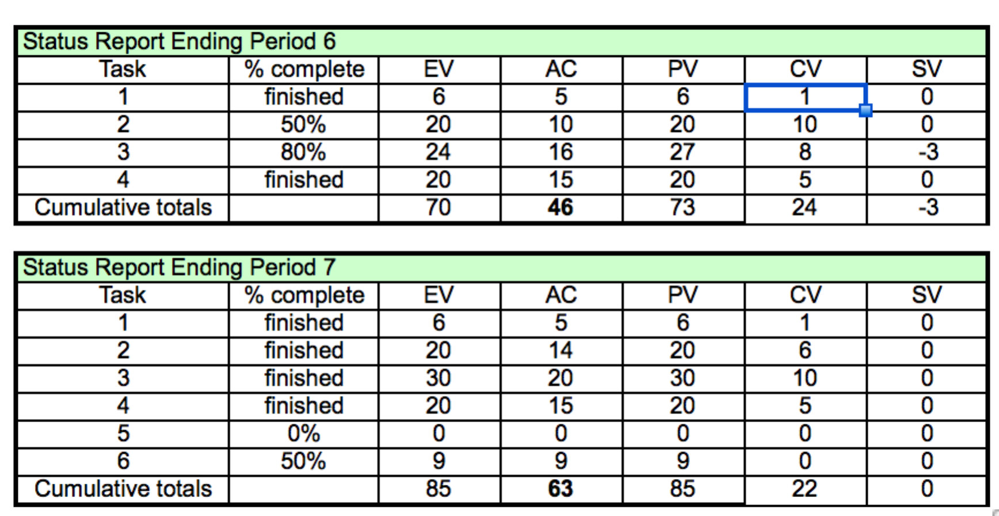 Status Report Ending Period 6
Task % complete EV AC PV CV SV
1 finished 6 5 6 1 0
2 50% 20 10 20 10 0
3 80% 24 16 27 8 -3
4 finished 20 15 20 5 0
Cumulative totals 70 46 73 24 -3
Status Report Ending Period 7
Task % complete EV AC PV CV SV
1 finished 6 5 6 1 0
2 finished 20 14 20 6 0
3 finished 30 20 30 10 0
4 finished 20 15 20 5 0
5 0% 0 0 0 0 0
6 50% 9 9 9 0 0
Cumulative totals 85 63 85 22 0